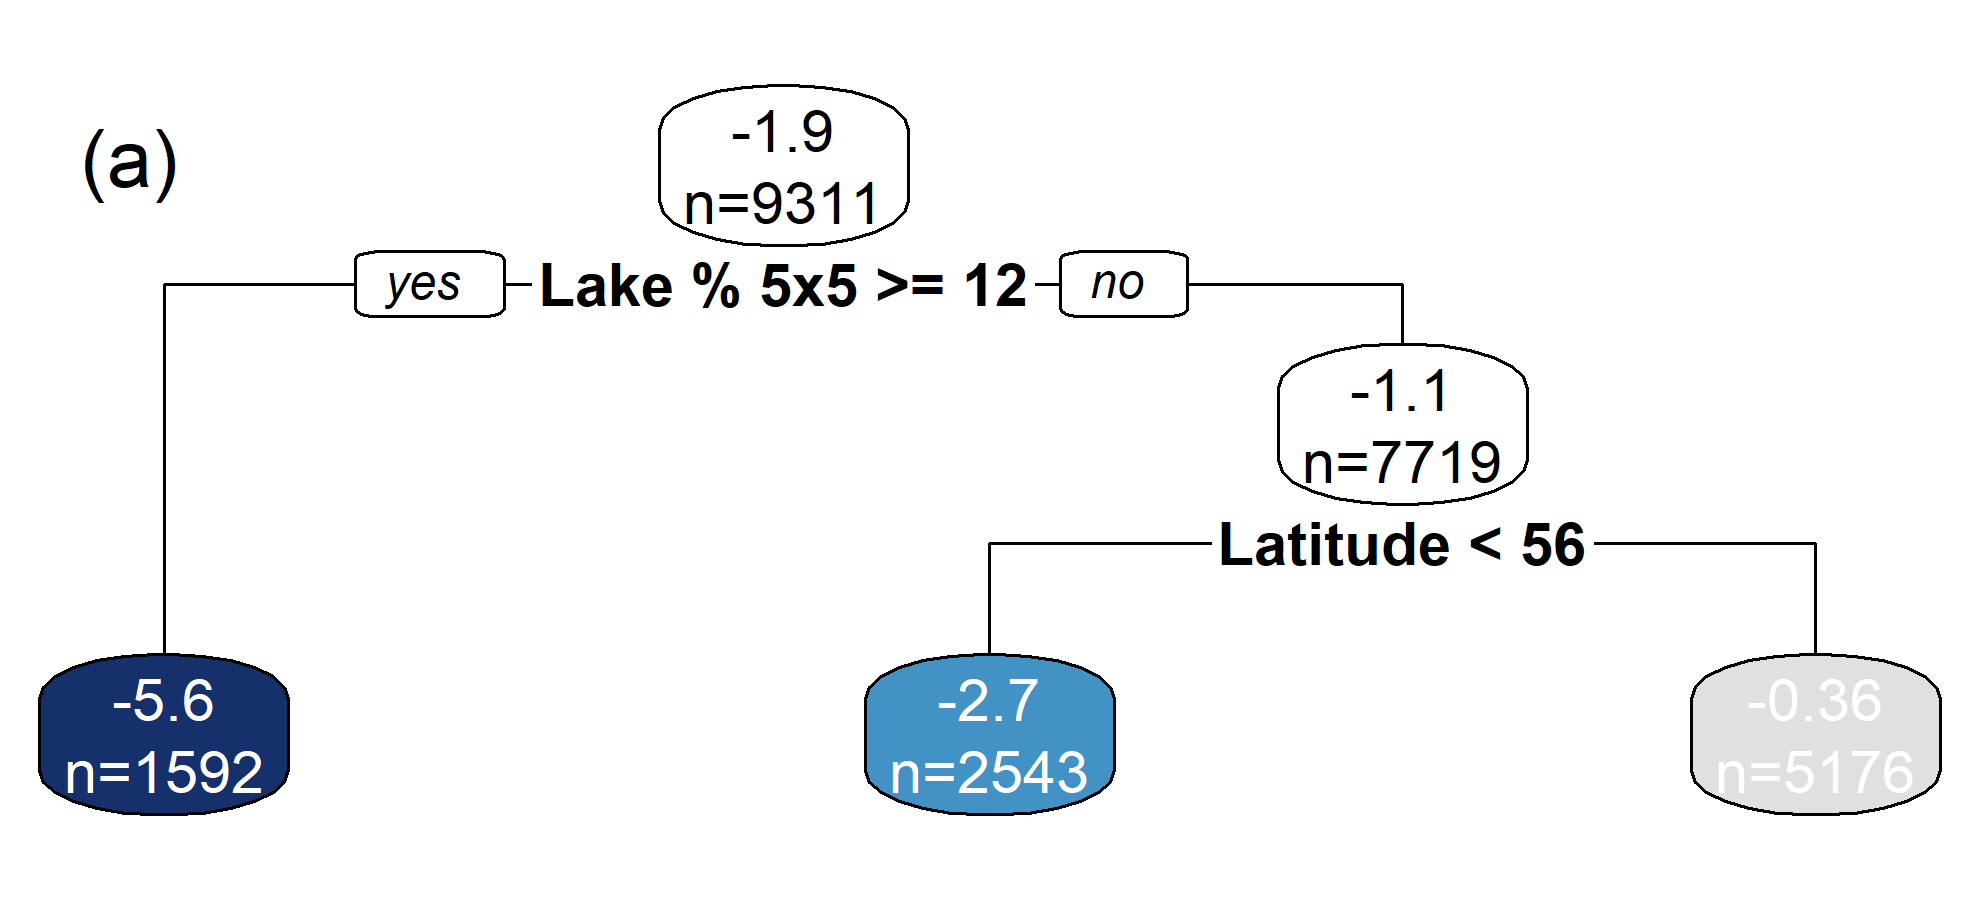 (a)
-1.9
n=9311
yes Lake % 5x5 >= 12 no
-1.1
n=7719
Latitude < 56
-5.6
n=1592
-2.7
n=2543
-0.36
n=5176